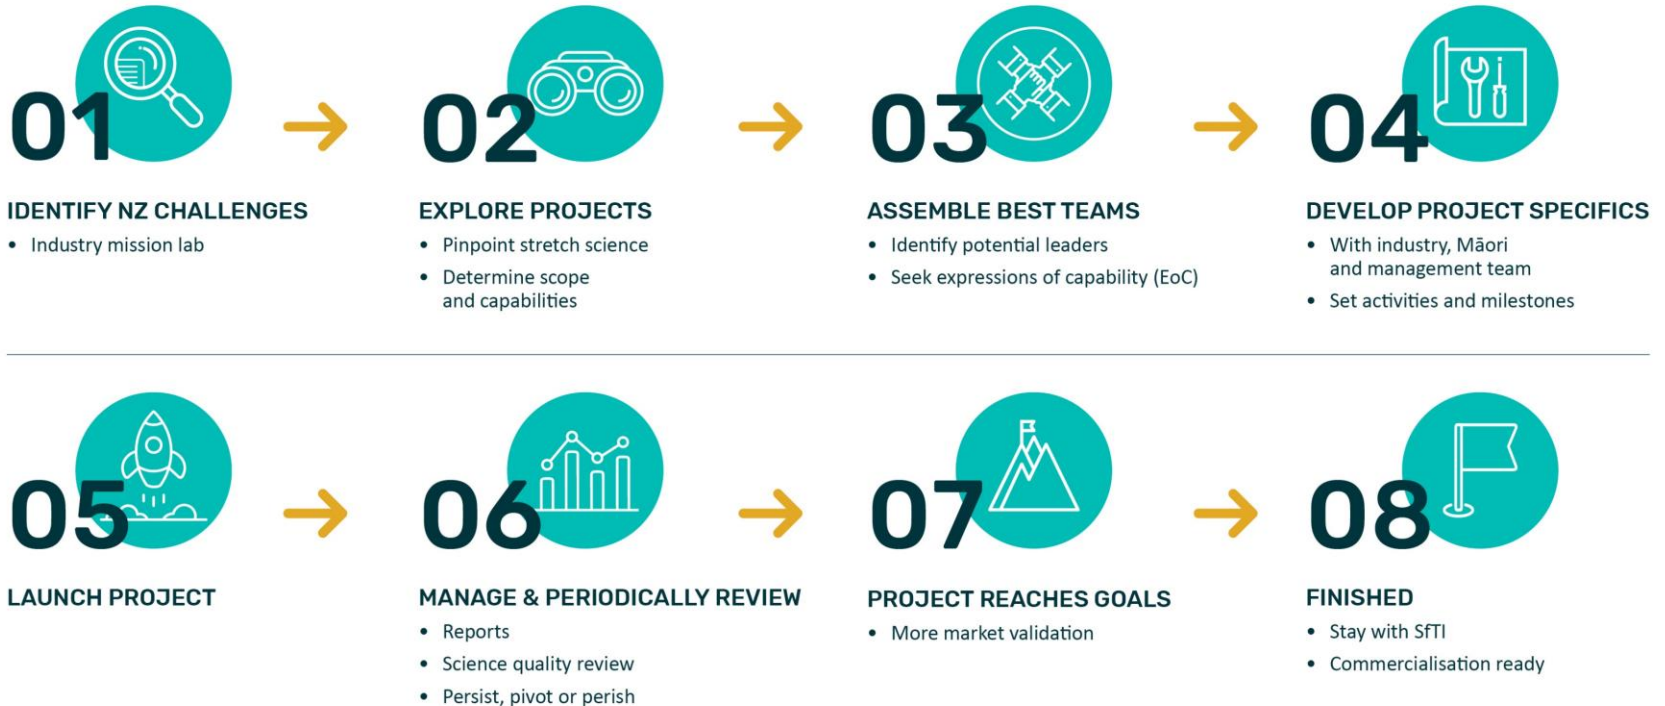 01
IDENTIFY NZ CHALLENGES
• Industry mission lab
02
EXPLORE PROJECTS
• Pinpoint stretch science
• Determine scope
and capabilities
03
ASSEMBLE BEST TEAMS
• Identify potential leaders
• Seek expressions of capability (EoC)
04
DEVELOP PROJECT SPECIFICS
• With industry, Māori
and management team
• Set activities and milestones
05
LAUNCH PROJECT
06
MANAGE & PERIODICALLY REVIEW
• Reports
• Science quality review
• Persist, pivot or perish
07
PROJECT REACHES GOALS
• More market validation
08
FINISHED
• Stay with SfTI
• Commercialisation ready